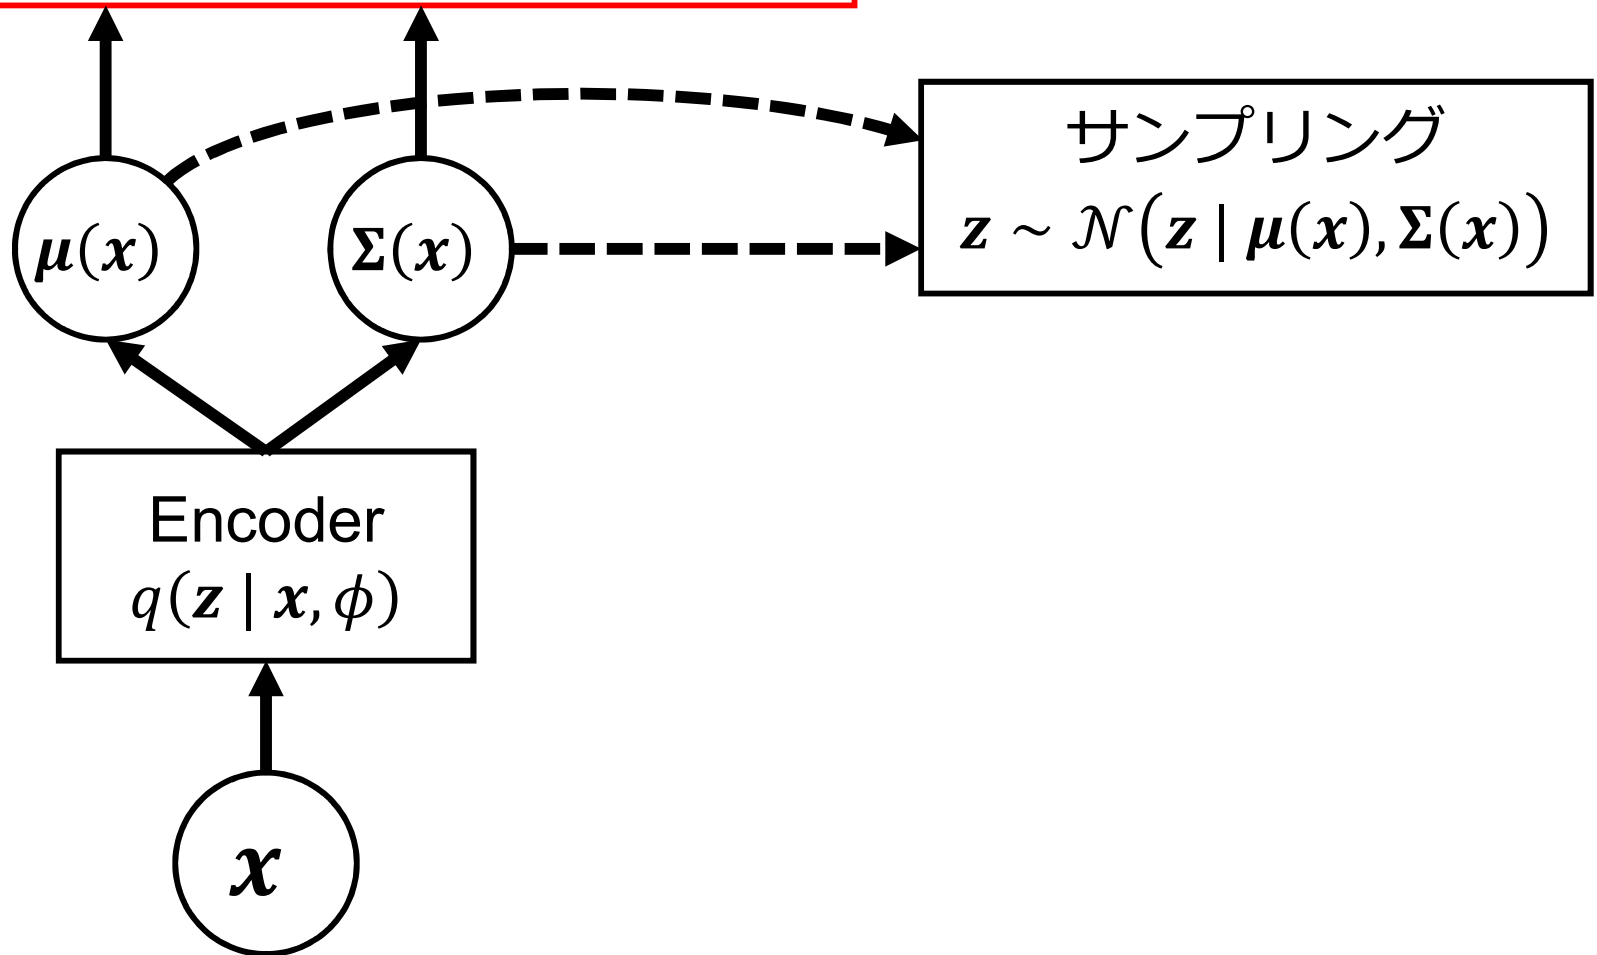 μ(x)
Σ(x)
サンプリング
z ~ 𝒩(z | μ(x), Σ(x))
Encoder
q(z | x, ϕ)
x